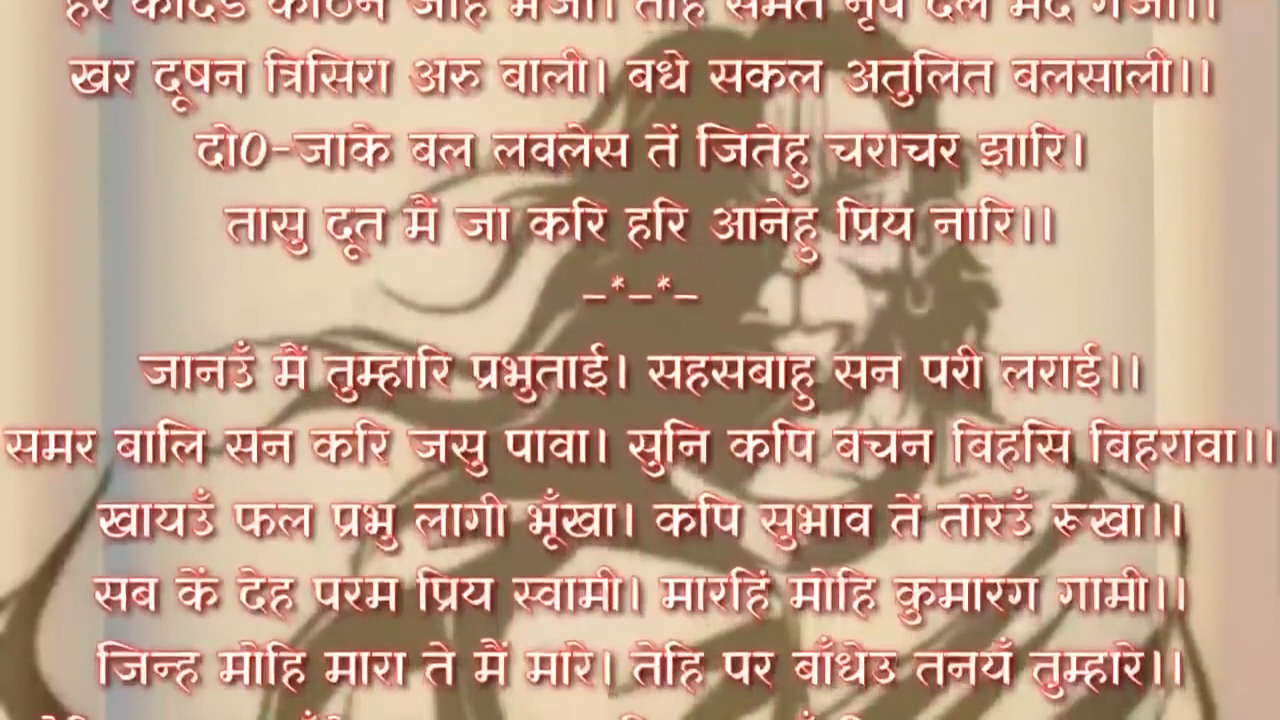 हर कोदंड कठिन जेहिं भंजा। तेहि समेत नृप दल मद गंजा।।
खर दूषन त्रिसिरा अरु बाली। बधे सकल अतुलित बलसाली।।
दो0-जाके बल लवलेस तें जितेहु चराचर झारि।
तासु दूत मैं जा करि हरि आनेहु प्रिय नारि।।
–*–*–
जानउँ मैं तुम्हारि प्रभुताई। सहसबाहु सन परी लराई।।
समर बालि सन करि जसु पावा। सुनि कपि बचन बिहसि बिहरावा।।
खायउँ फल प्रभु लागी भूँखा। कपि सुभाव तें तोरेउँ रूखा।।
सब कें देह परम प्रिय स्वामी। मारहिं मोहि कुमारग गामी।।
जिन्ह मोहि मारा ते मैं मारे। तेहि पर बाँधेउ तनयँ तुम्हारे।।